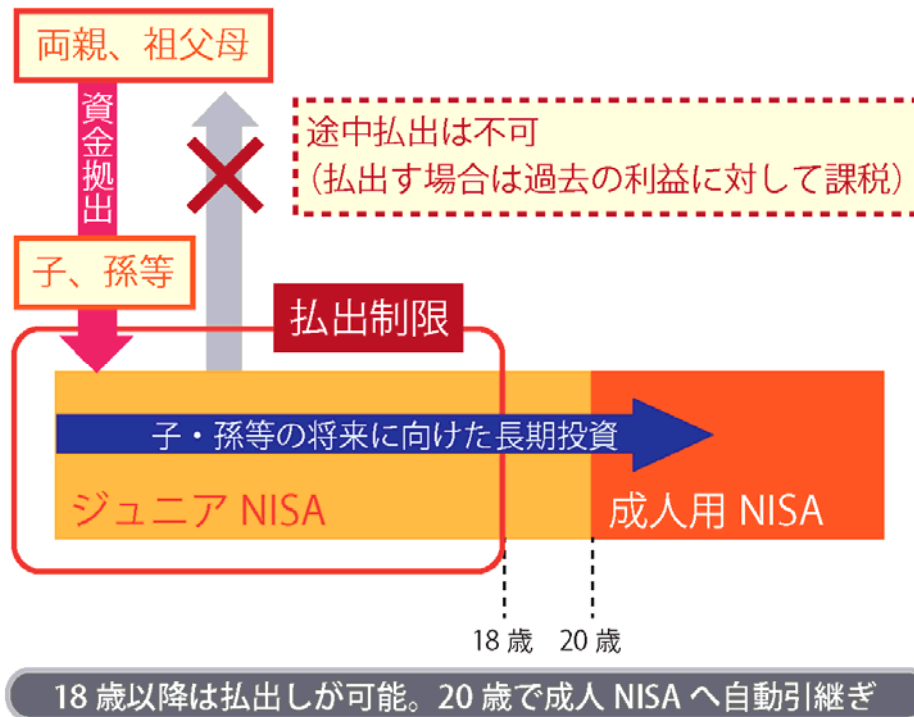 両親、祖父母
資金拠出
途中払出は不可
（払出す場合は過去の利益に対して課税）
子、孫等
払出制限
子・孫等の将来に向けた長期投資
ジュニア NISA
成人用 NISA
18 歳
20 歳
18 歳以降は払出しが可能。20 歳で成人 NISA へ自動引継ぎ